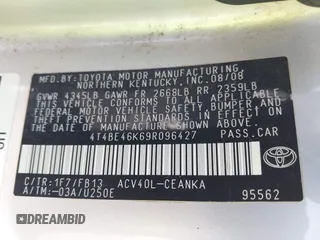 MFD.BY:TOYOTA MOTOR MANUFACTURING,
NORTHERN KENTUCKY,INC.08/08
GVWR 4345LB GAWR FR 2668LB RR 2359LB
THIS VEHICLE CONFORMS TO ALL APPLICABLE
FEDERAL MOTOR VEHICLE SAFETY, BUMPER, AND
THEFT PREVENTION STANDARDS IN EFFECT ON
THE DATE OF MANUFACTURE SHOWN ABOVE.
4T4BE46K69R096427 PASS.CAR
TOYOTA
C/TR:1F7/FB13 ACV40L-CEANKA
A/TM:-03A/U250E 95562
DREAMBID